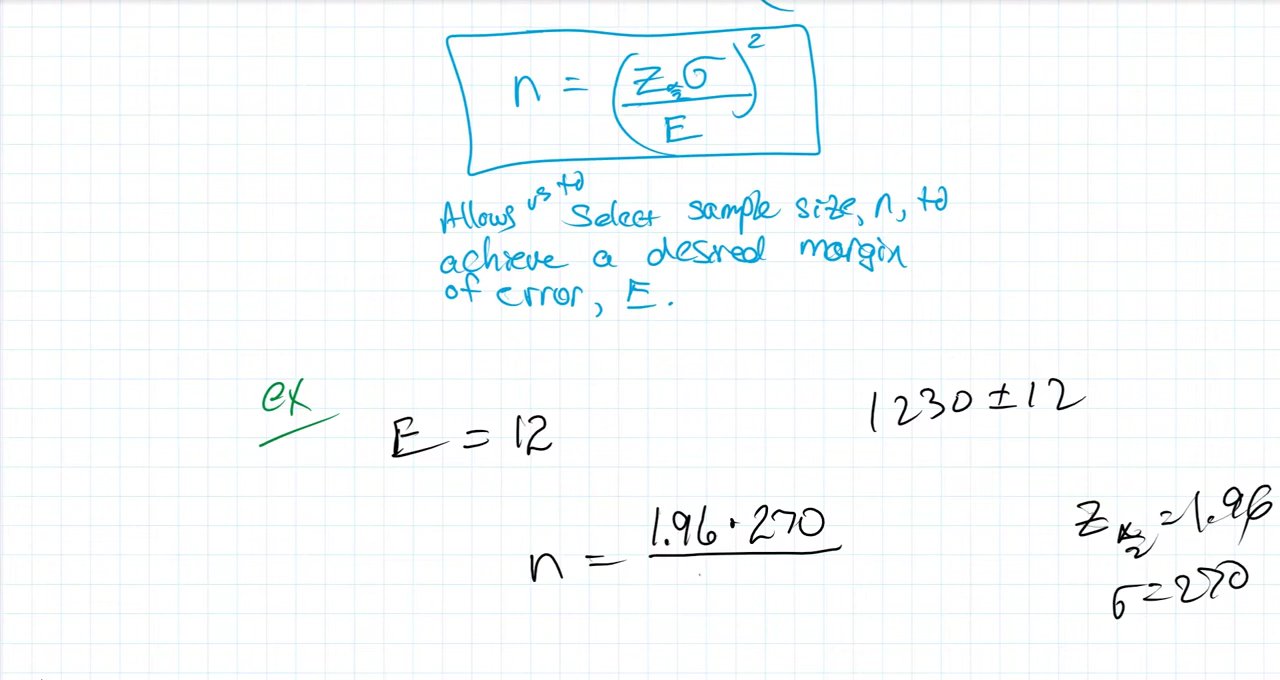 n = (z_{α/2} σ / E)^2
Allows us to select sample size, n, to
achieve a desired margin
of error, E.
ex
E = 12
1230 ± 12
n = 1.96 · 270
z_{α/2} = 1.96
σ = 270